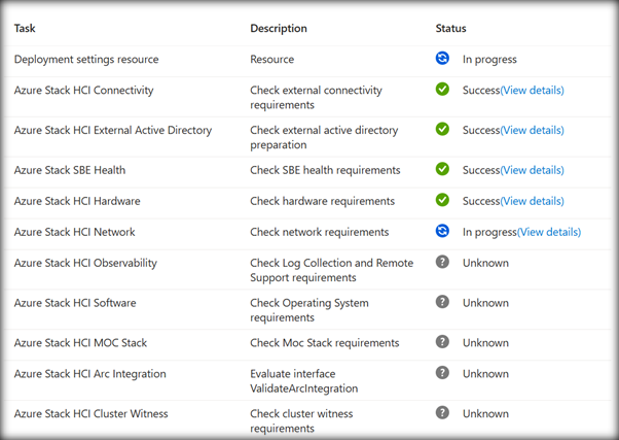 Task Description Status
Deployment settings resource Resource In progress
Azure Stack HCI Connectivity Check external connectivity Success(View details)
requirements
Azure Stack HCI External Active Directory Check external active directory Success(View details)
preparation
Azure Stack SBE Health Check SBE health requirements Success(View details)
Azure Stack HCI Hardware Check hardware requirements Success(View details)
Azure Stack HCI Network Check network requirements In progress(View details)
Azure Stack HCI Observability Check Log Collection and Remote ? Unknown
Support requirements
Azure Stack HCI Software Check Operating System ? Unknown
requirements
Azure Stack HCI MOC Stack Check Moc Stack requirements ? Unknown
Azure Stack HCI Arc Integration Evaluate interface ? Unknown
ValidateArcIntegration
Azure Stack HCI Cluster Witness Check cluster witness ? Unknown
requirements